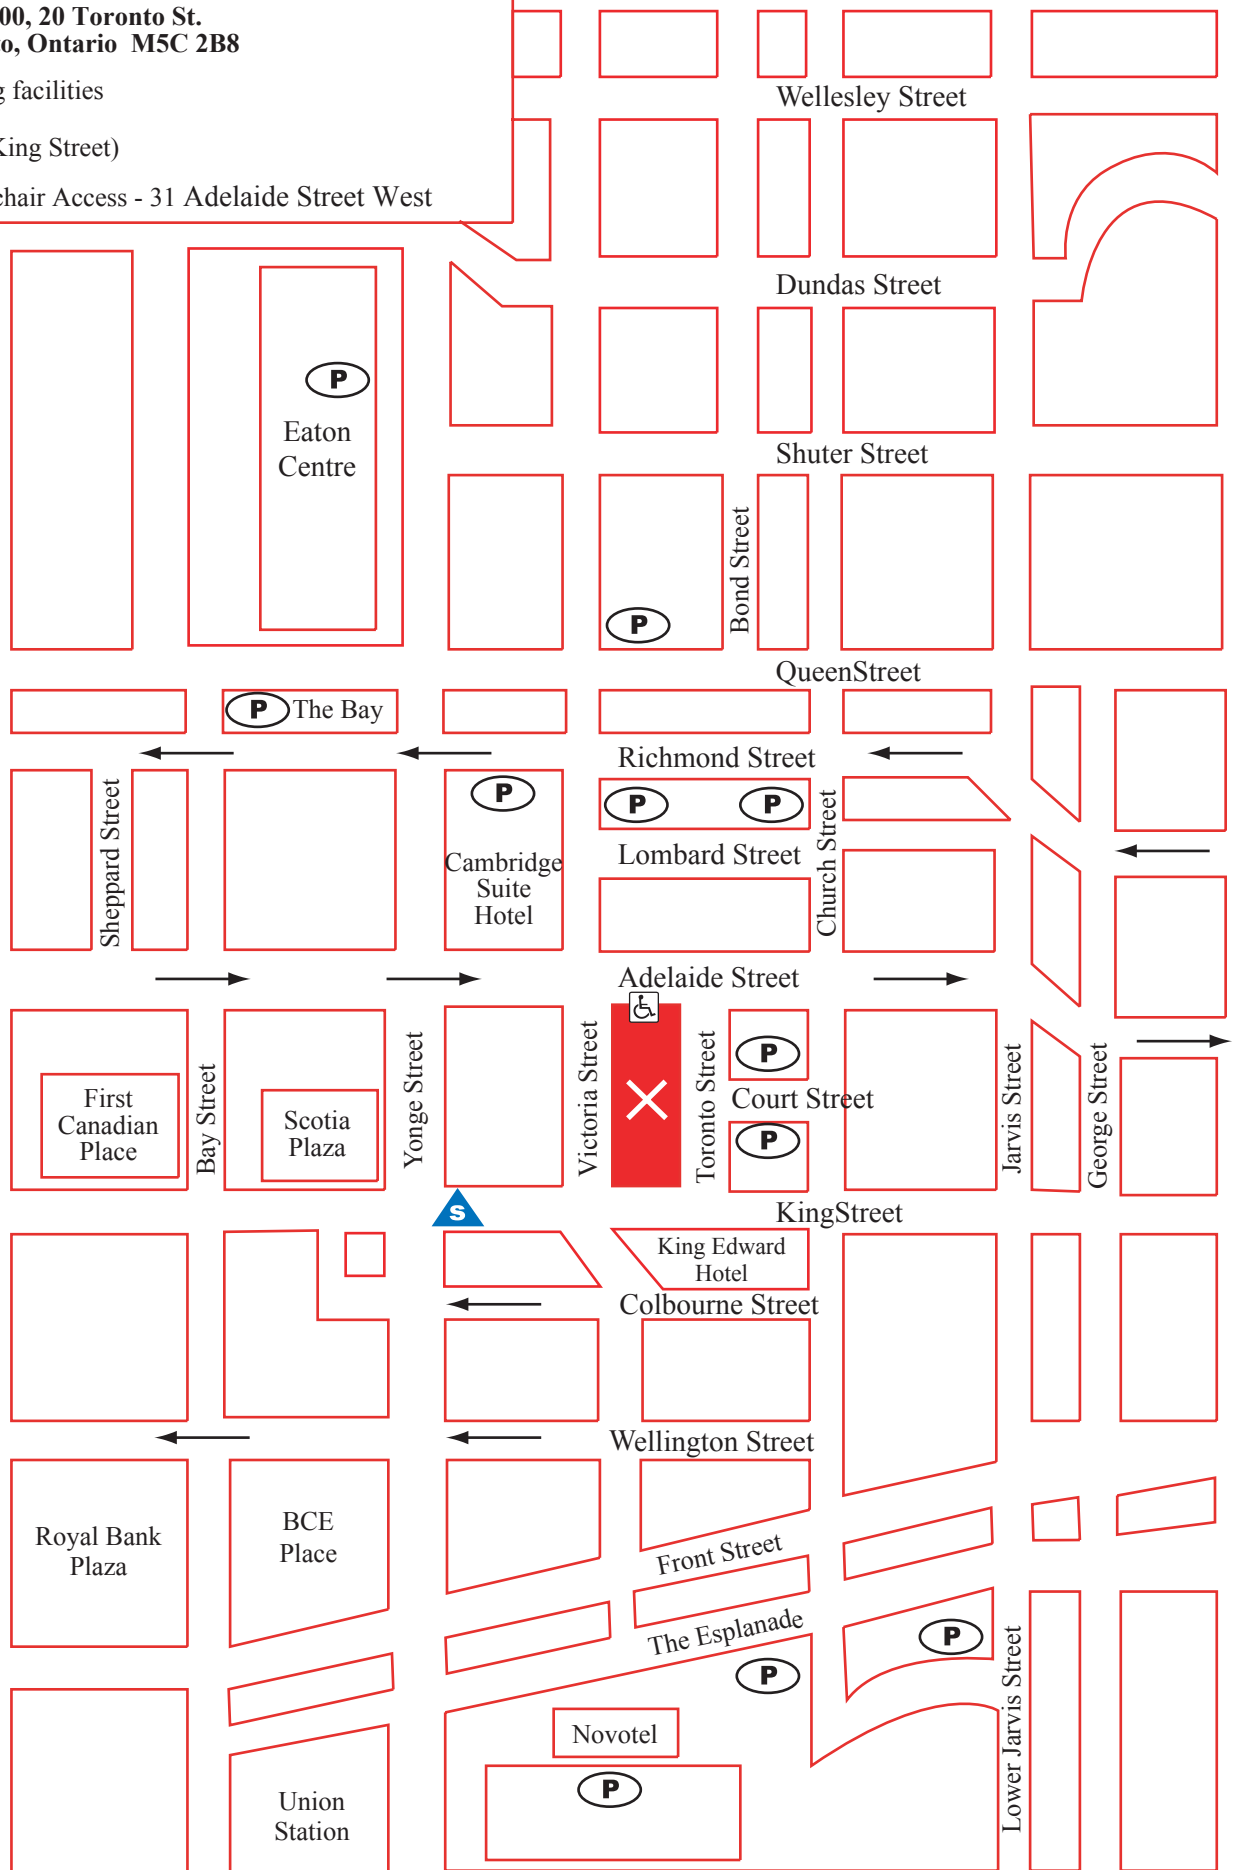 00, 20 Toronto St.
o, Ontario M5C 2B8
g facilities
King Street)
chair Access - 31 Adelaide Street West
Wellesley Street
Dundas Street
P
Eaton
Centre
Shuter Street
Bond Street
P
QueenStreet
P The Bay
Richmond Street
Sheppard Street
P
P
P
Church Street
Lombard Street
Cambridge
Suite
Hotel
Adelaide Street
First
Canadian
Place
Bay Street
Scotia
Plaza
Yonge Street
Victoria Street
Toronto Street
P
Court Street
P
Jarvis Street
George Street
S
KingStreet
King Edward
Hotel
Colbourne Street
Wellington Street
Royal Bank
Plaza
BCE
Place
Front Street
The Esplanade
P
P
Lower Jarvis Street
Novotel
P
Union
Station